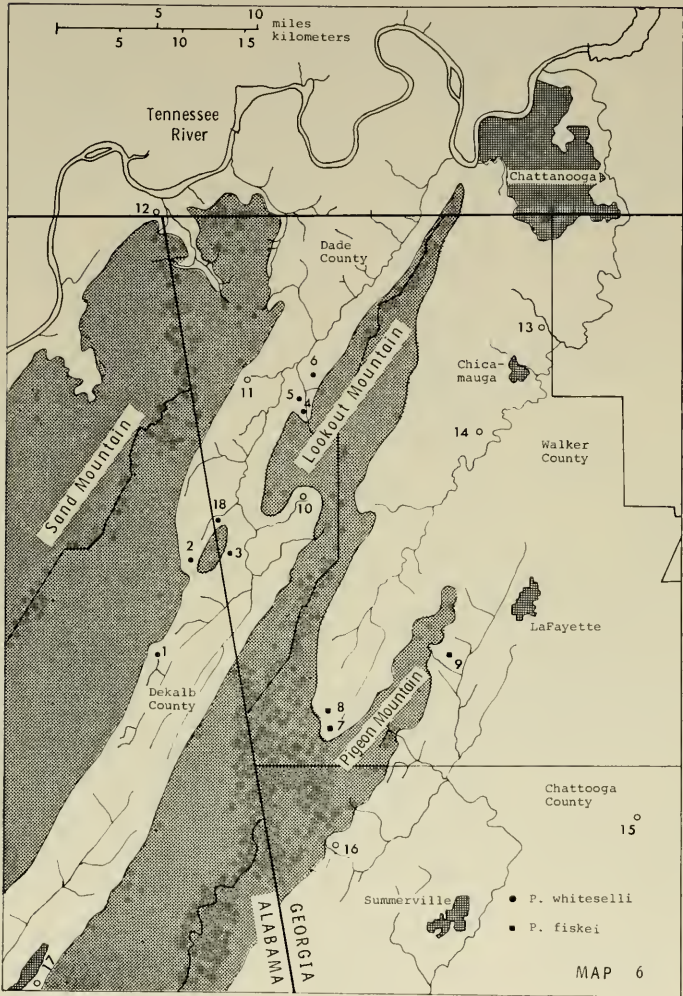 5 10 miles
5 10 15 kilometers
Tennessee
River
Chattanooga
12
Dade
County
13
6
Chica-
mauga
5
4
11
Lookout Mountain
14
Walker
County
Sand Mountain
10
18
2
3
LaFayette
1
9
Dekalb
County
8
7
Pigeon Mountain
Chattooga
County
15
16
Summerville
P. whiteselli
P. fiskei
ALABAMA
GEORGIA
17
MAP 6